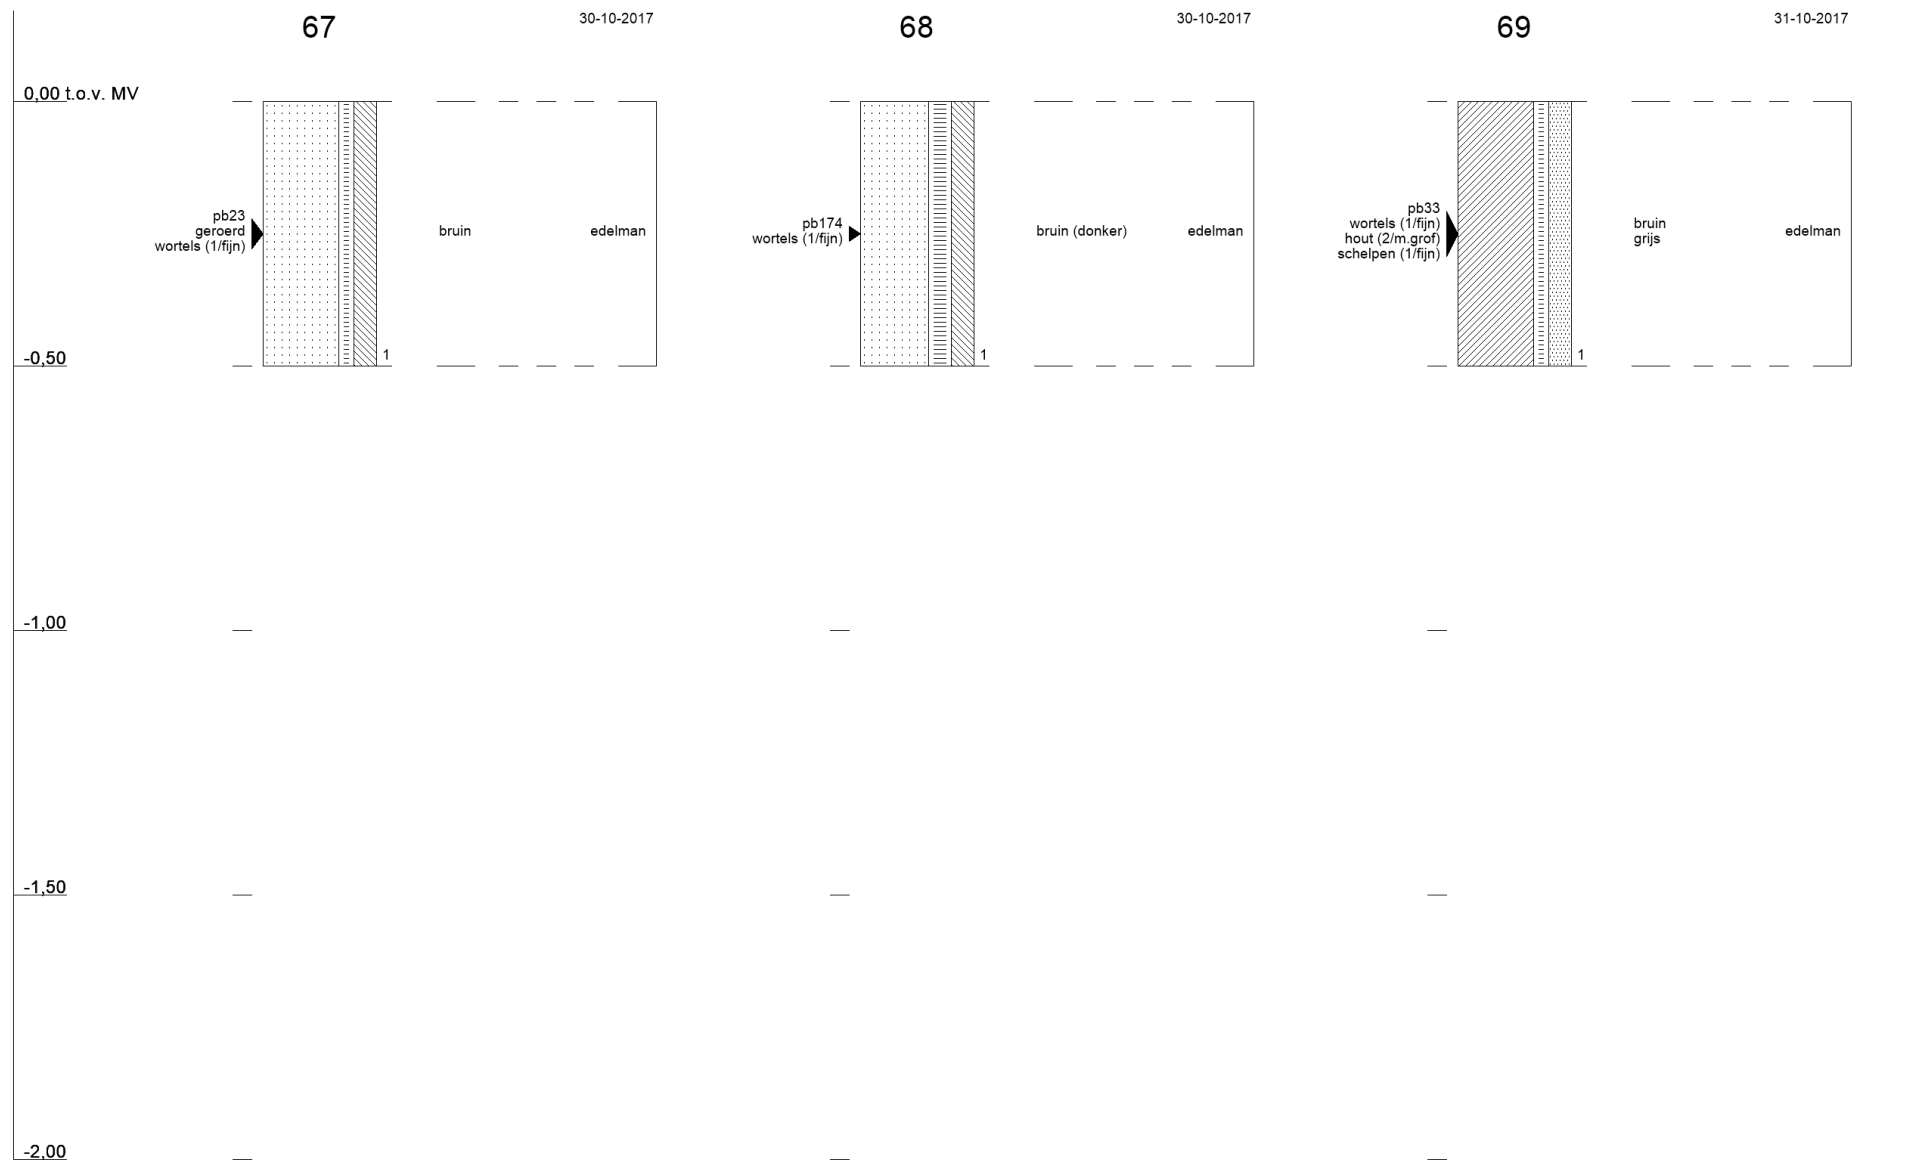 67
30-10-2017
68
30-10-2017
69
31-10-2017
0,00 t.o.v. MV
pb23
geroerd
wortels (1/fijn)
bruin
edelman
1
pb174
wortels (1/fijn)
bruin (donker)
edelman
1
pb33
wortels (1/fijn)
hout (2/m.grof)
schelpen (1/fijn)
bruin
grijs
edelman
1
-0,50
-1,00
-1,50
-2,00